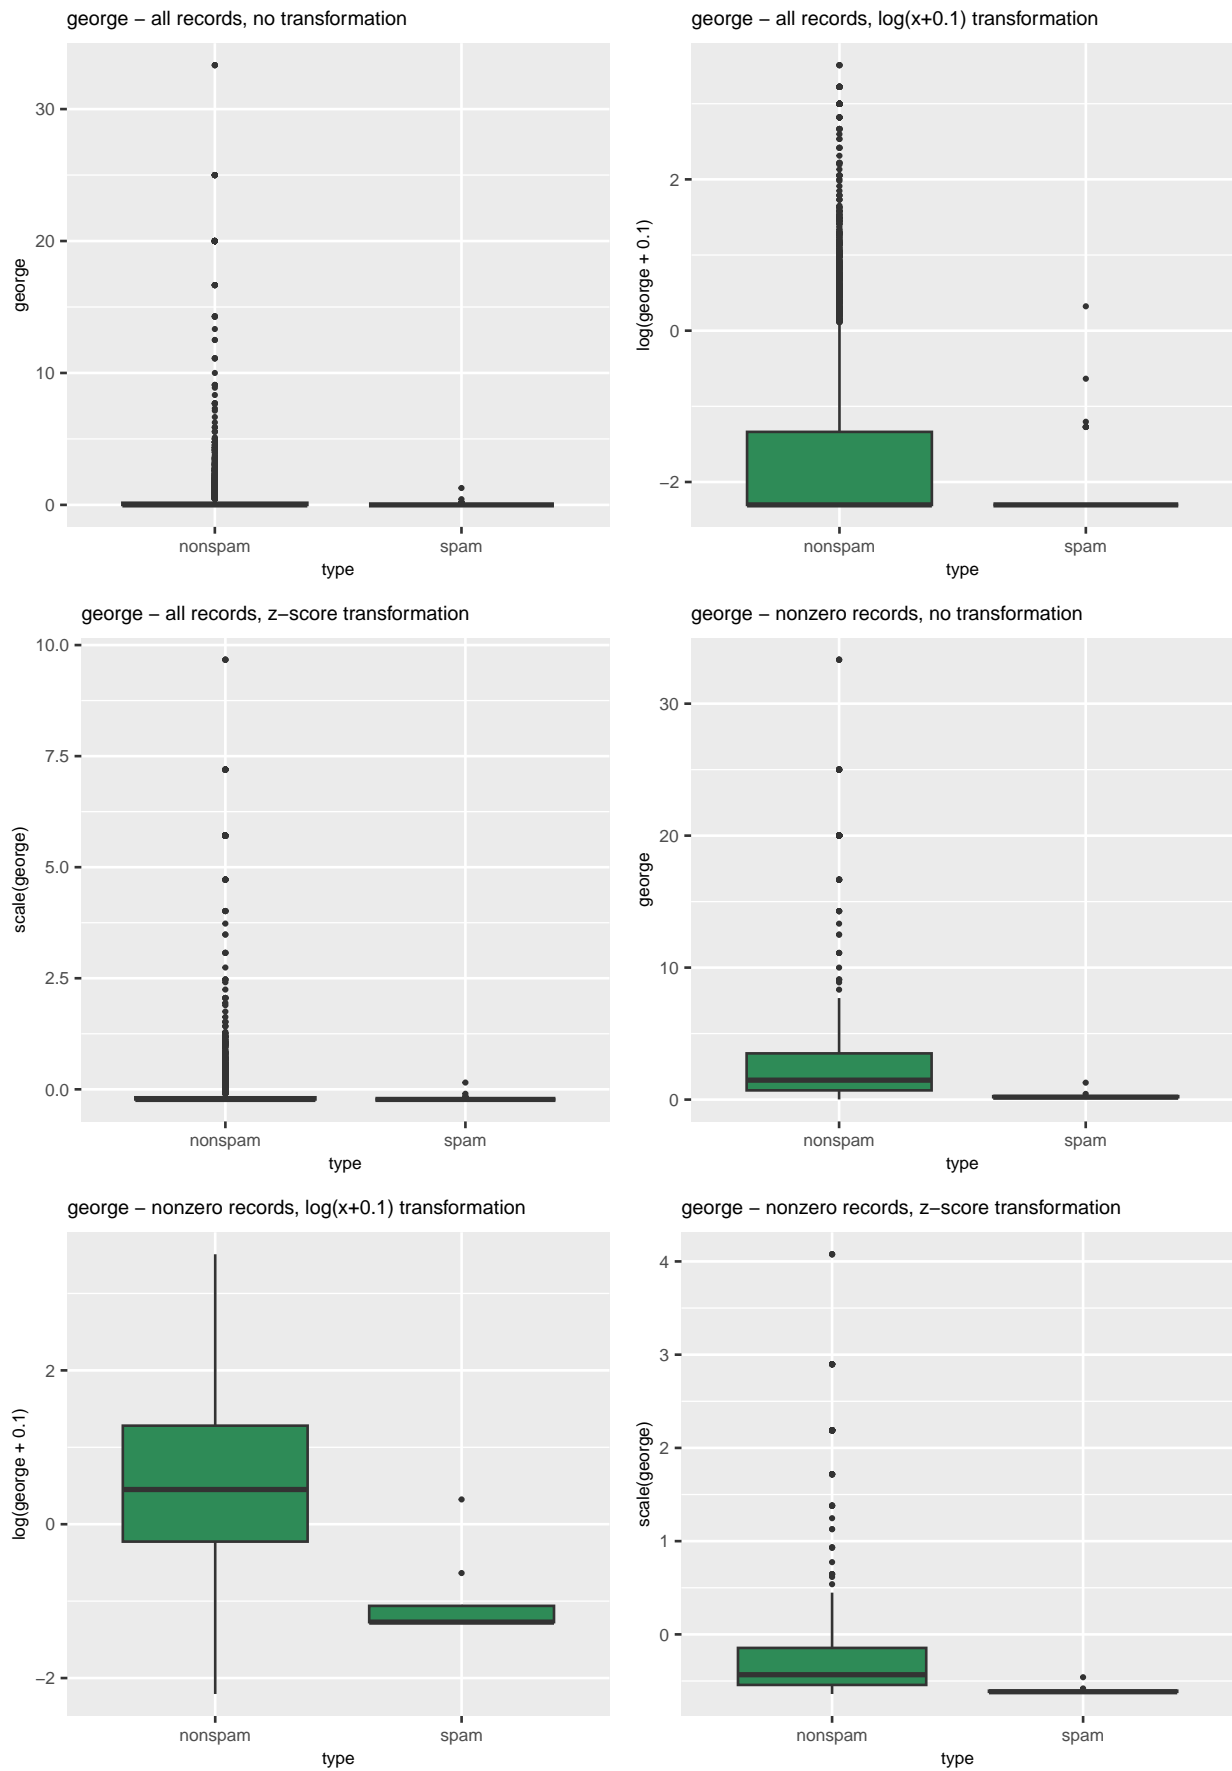 george − all records, no transformation
30
20
10
0
george
nonspam spam
type
george − all records, log(x+0.1) transformation
2
0
−2
log(george + 0.1)
nonspam spam
type
george − all records, z−score transformation
10.0
7.5
5.0
2.5
0.0
scale(george)
nonspam spam
type
george − nonzero records, no transformation
30
20
10
0
george
nonspam spam
type
george − nonzero records, log(x+0.1) transformation
2
0
−2
log(george + 0.1)
nonspam spam
type
george − nonzero records, z−score transformation
4
3
2
1
0
scale(george)
nonspam spam
type